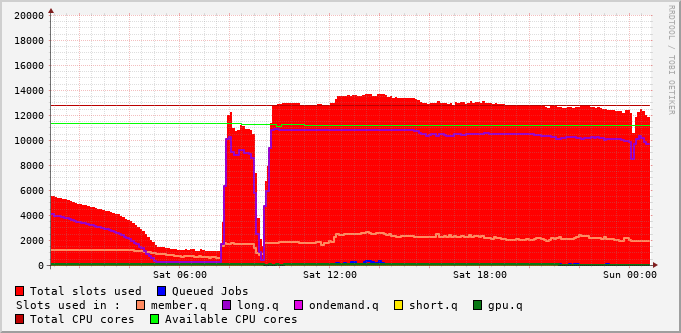 RRDTOOL / TOBI OETIKER
20000
18000
16000
14000
12000
10000
8000
6000
4000
2000
0
Sat 06:00 Sat 12:00 Sat 18:00 Sun 00:00
Total slots used Queued Jobs
Slots used in : member.q long.q ondemand.q short.q gpu.q
Total CPU cores Available CPU cores